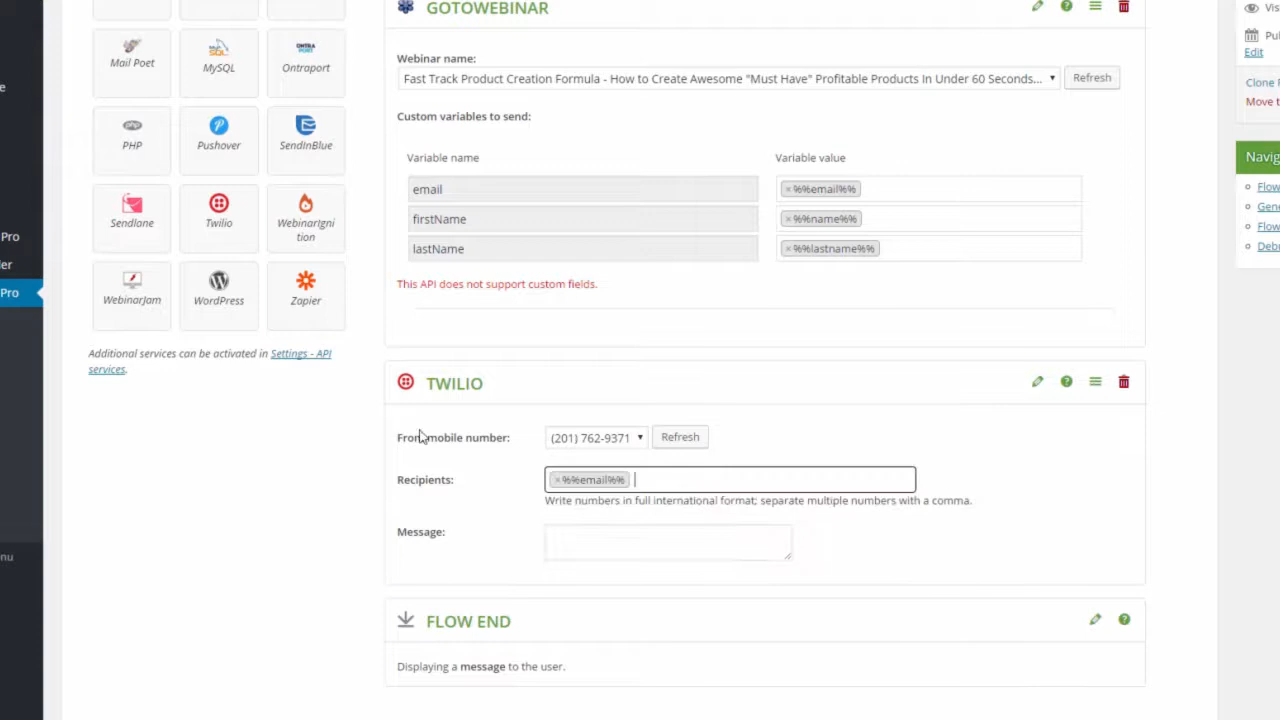 GOTOWEBINAR
Webinar name:
Fast Track Product Creation Formula - How to Create Awesome "Must Have" Profitable Products In Under 60 Seconds...
Refresh
Custom variables to send:
Variable name
Variable value
email
×%%email%%
firstName
×%%name%%
lastName
×%%lastname%%
This API does not support custom fields.
TWILIO
From mobile number:
(201) 762-9371
Refresh
Recipients:
×%%email%%
Write numbers in full international format; separate multiple numbers with a comma.
Message:
FLOW END
Displaying a message to the user.
Mail Poet
MySQL
Ontraport
PHP
Pushover
SendInBlue
Sendlane
Twilio
WebinarIgni
tion
WebinarJam
WordPress
Zapier
Additional services can be activated in Settings - API
services.
Pro
Pro
Edit
Clone
Move t
Navig
Flow
Gene
Flow
Debu